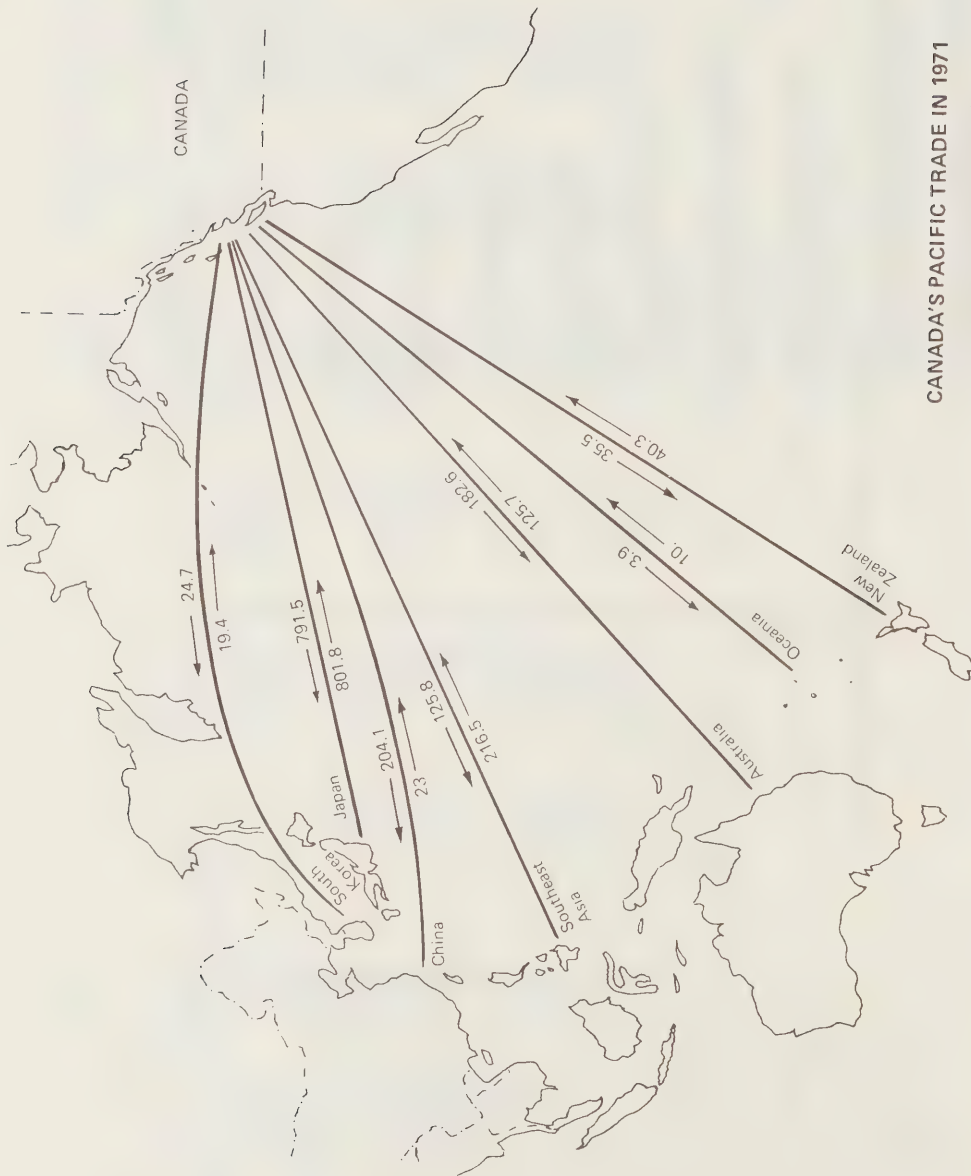 CANADA
24.7
19.4
791.5
801.8
204.1
23
125.8
216.5
182.6
125.7
3.9
10.
35.5
40.3
South
Korea
Japan
China
Southeast
Asia
Australia
Oceania
New
Zealand
CANADA'S PACIFIC TRADE IN 1971